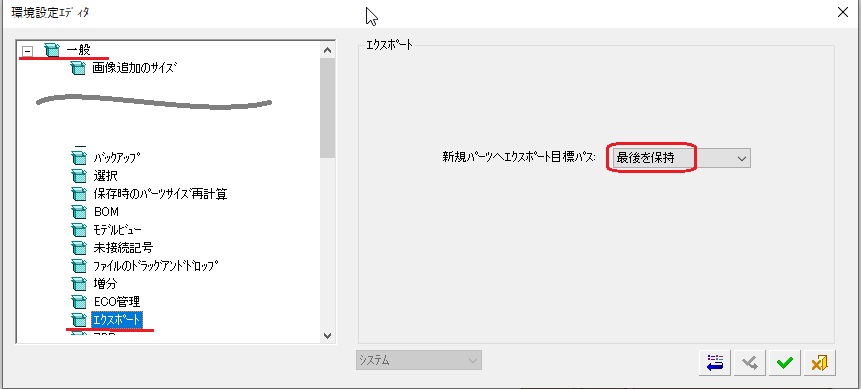 環境設定ｴﾃﾞｨﾀ
一般
画像追加のｻｲｽﾞ
ﾊﾞｯｸｱｯﾌﾟ
選択
保存時のﾊﾟｰﾂｻｲｽﾞ再計算
BOM
ﾓﾃﾞﾙﾋﾞｭｰ
未接続記号
ﾌｧｲﾙのﾄﾞﾗｯｸﾞｱﾝﾄﾞﾄﾞﾛｯﾌﾟ
増分
ECO管理
ｴｸｽﾎﾟｰﾄ
ｴｸｽﾎﾟｰﾄ
新規ﾊﾟｰﾂへｴｸｽﾎﾟｰﾄ目標ﾊﾟｽ:
最後を保持
ｼｽﾃﾑ